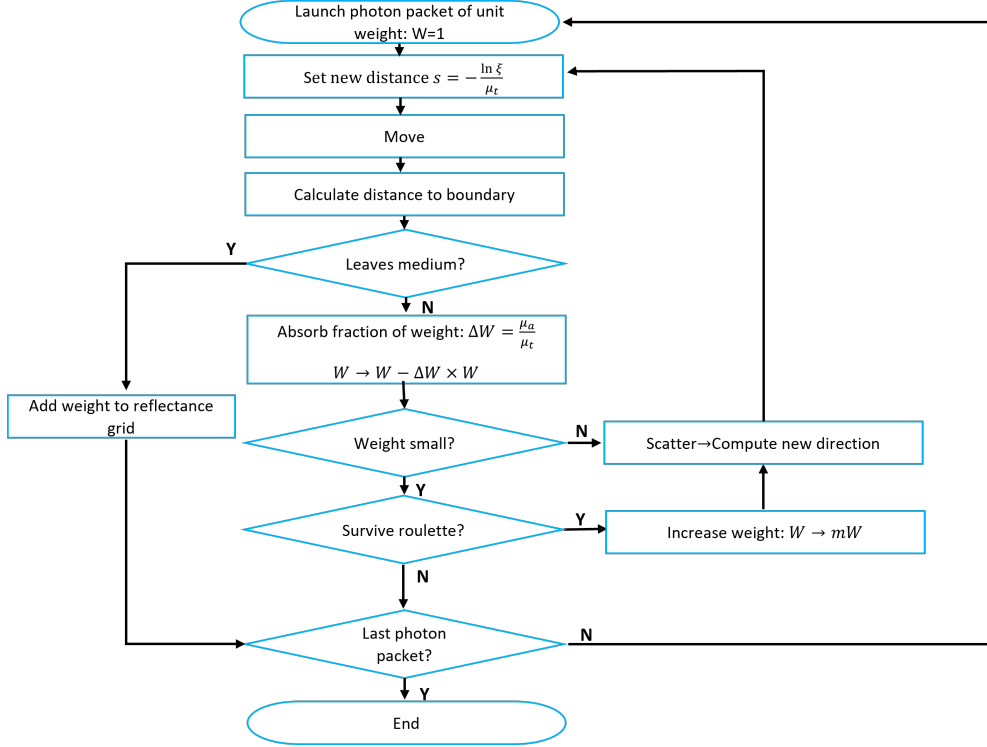 Launch photon packet of unit
weight: W=1
Set new distance s = −ln ξ/μₜ
Move
Calculate distance to boundary
Y
Leaves medium?
N
Absorb fraction of weight: ΔW = μₐ/μₜ
W → W − ΔW × W
Add weight to reflectance
grid
Weight small?
N
Scatter→Compute new direction
Y
Survive roulette?
Y
Increase weight: W → mW
N
Last photon
packet?
N
Y
End